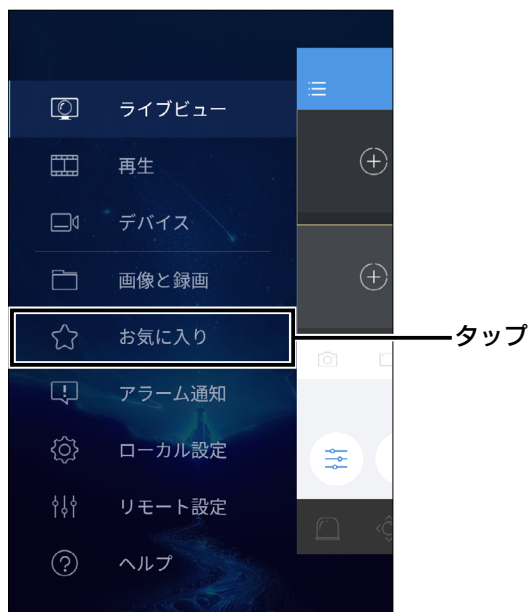 ライブビュー
再生
デバイス
画像と録画
お気に入り
タップ
アラーム通知
ローカル設定
リモート設定
ヘルプ